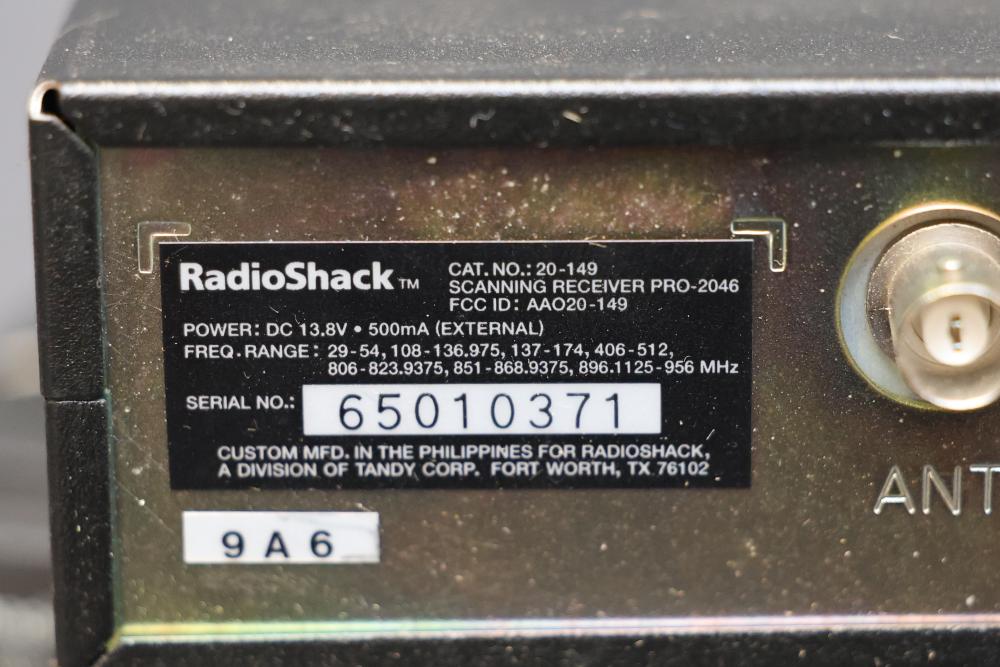 RadioShack™
CAT. NO.: 20-149
SCANNING RECEIVER PRO-2046
FCC ID: AAO20-149
POWER: DC 13.8V • 500mA (EXTERNAL)
FREQ. RANGE: 29-54, 108-136.975, 137-174, 406-512,
806-823.9375, 851-868.9375, 896.1125-956 MHz
SERIAL NO.: 65010371
CUSTOM MFD. IN THE PHILIPPINES FOR RADIOSHACK,
A DIVISION OF TANDY CORP. FORT WORTH, TX 76102
9A6
ANT